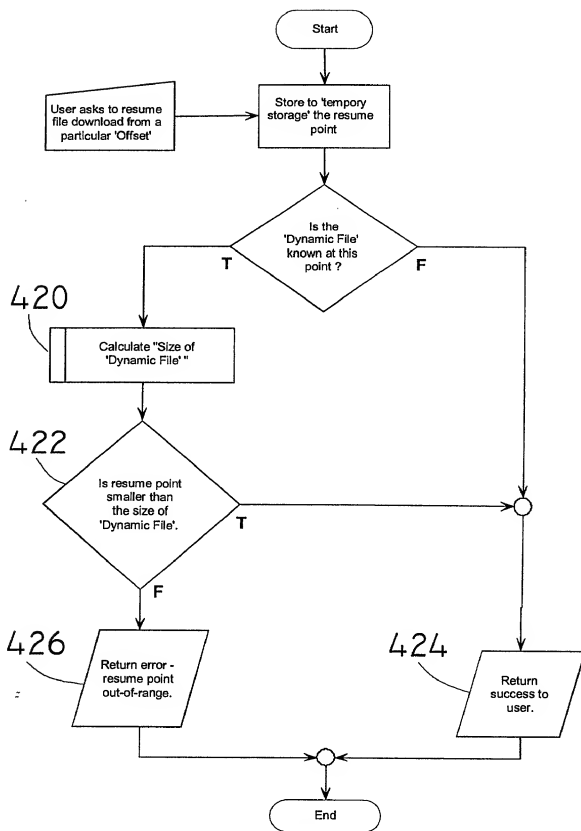 Start
User asks to resume
file download from a
particular 'Offset'
Store to 'tempory
storage' the resume
point
Is the
'Dynamic File'
known at this
point ?
T
F
420
Calculate "Size of
'Dynamic File' "
422
Is resume point
smaller than
the size of
'Dynamic File'.
T
F
426
Return error -
resume point
out-of-range.
424
Return
success to
user.
End